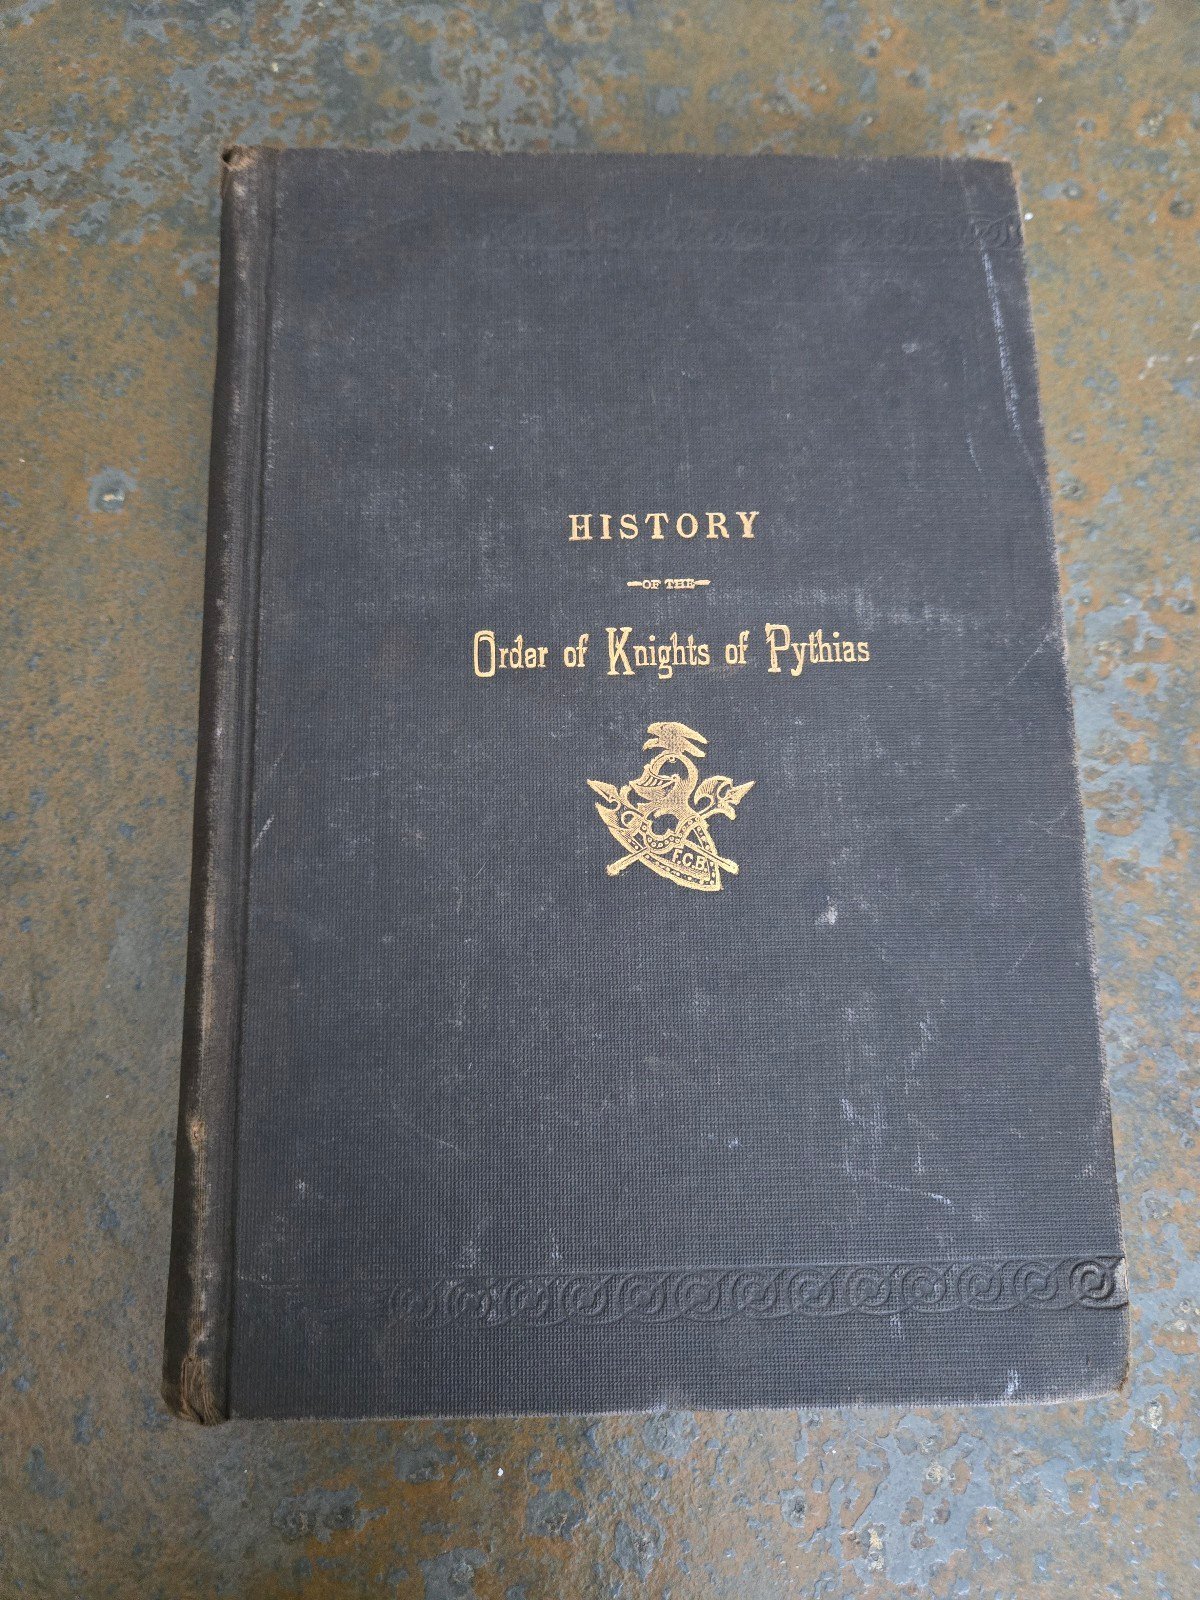 HISTORY
OF THE
Order of Knights of Pythias
F.C.B.